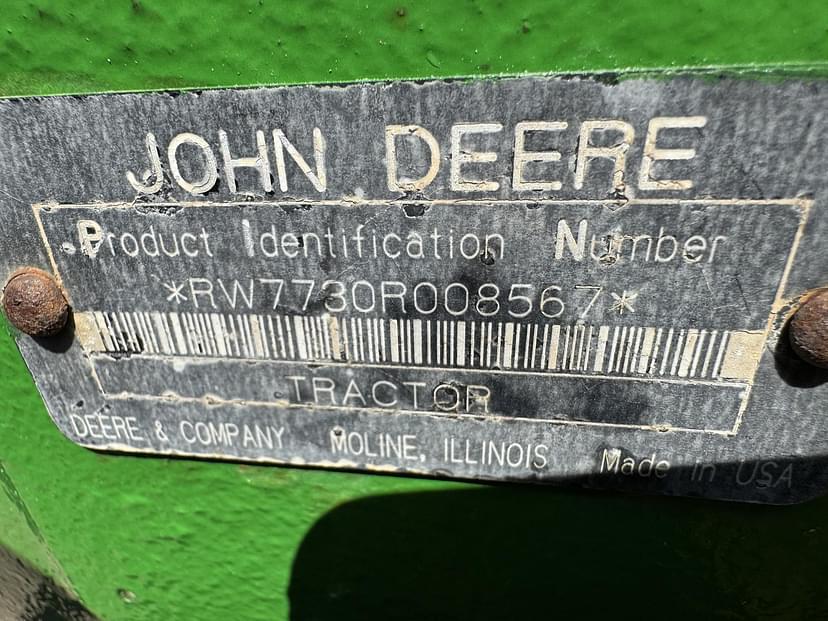 JOHN DEERE
Product Identification Number
*RW7730R008567*
TRACTOR
DEERE & COMPANY MOLINE, ILLINOIS Made in USA